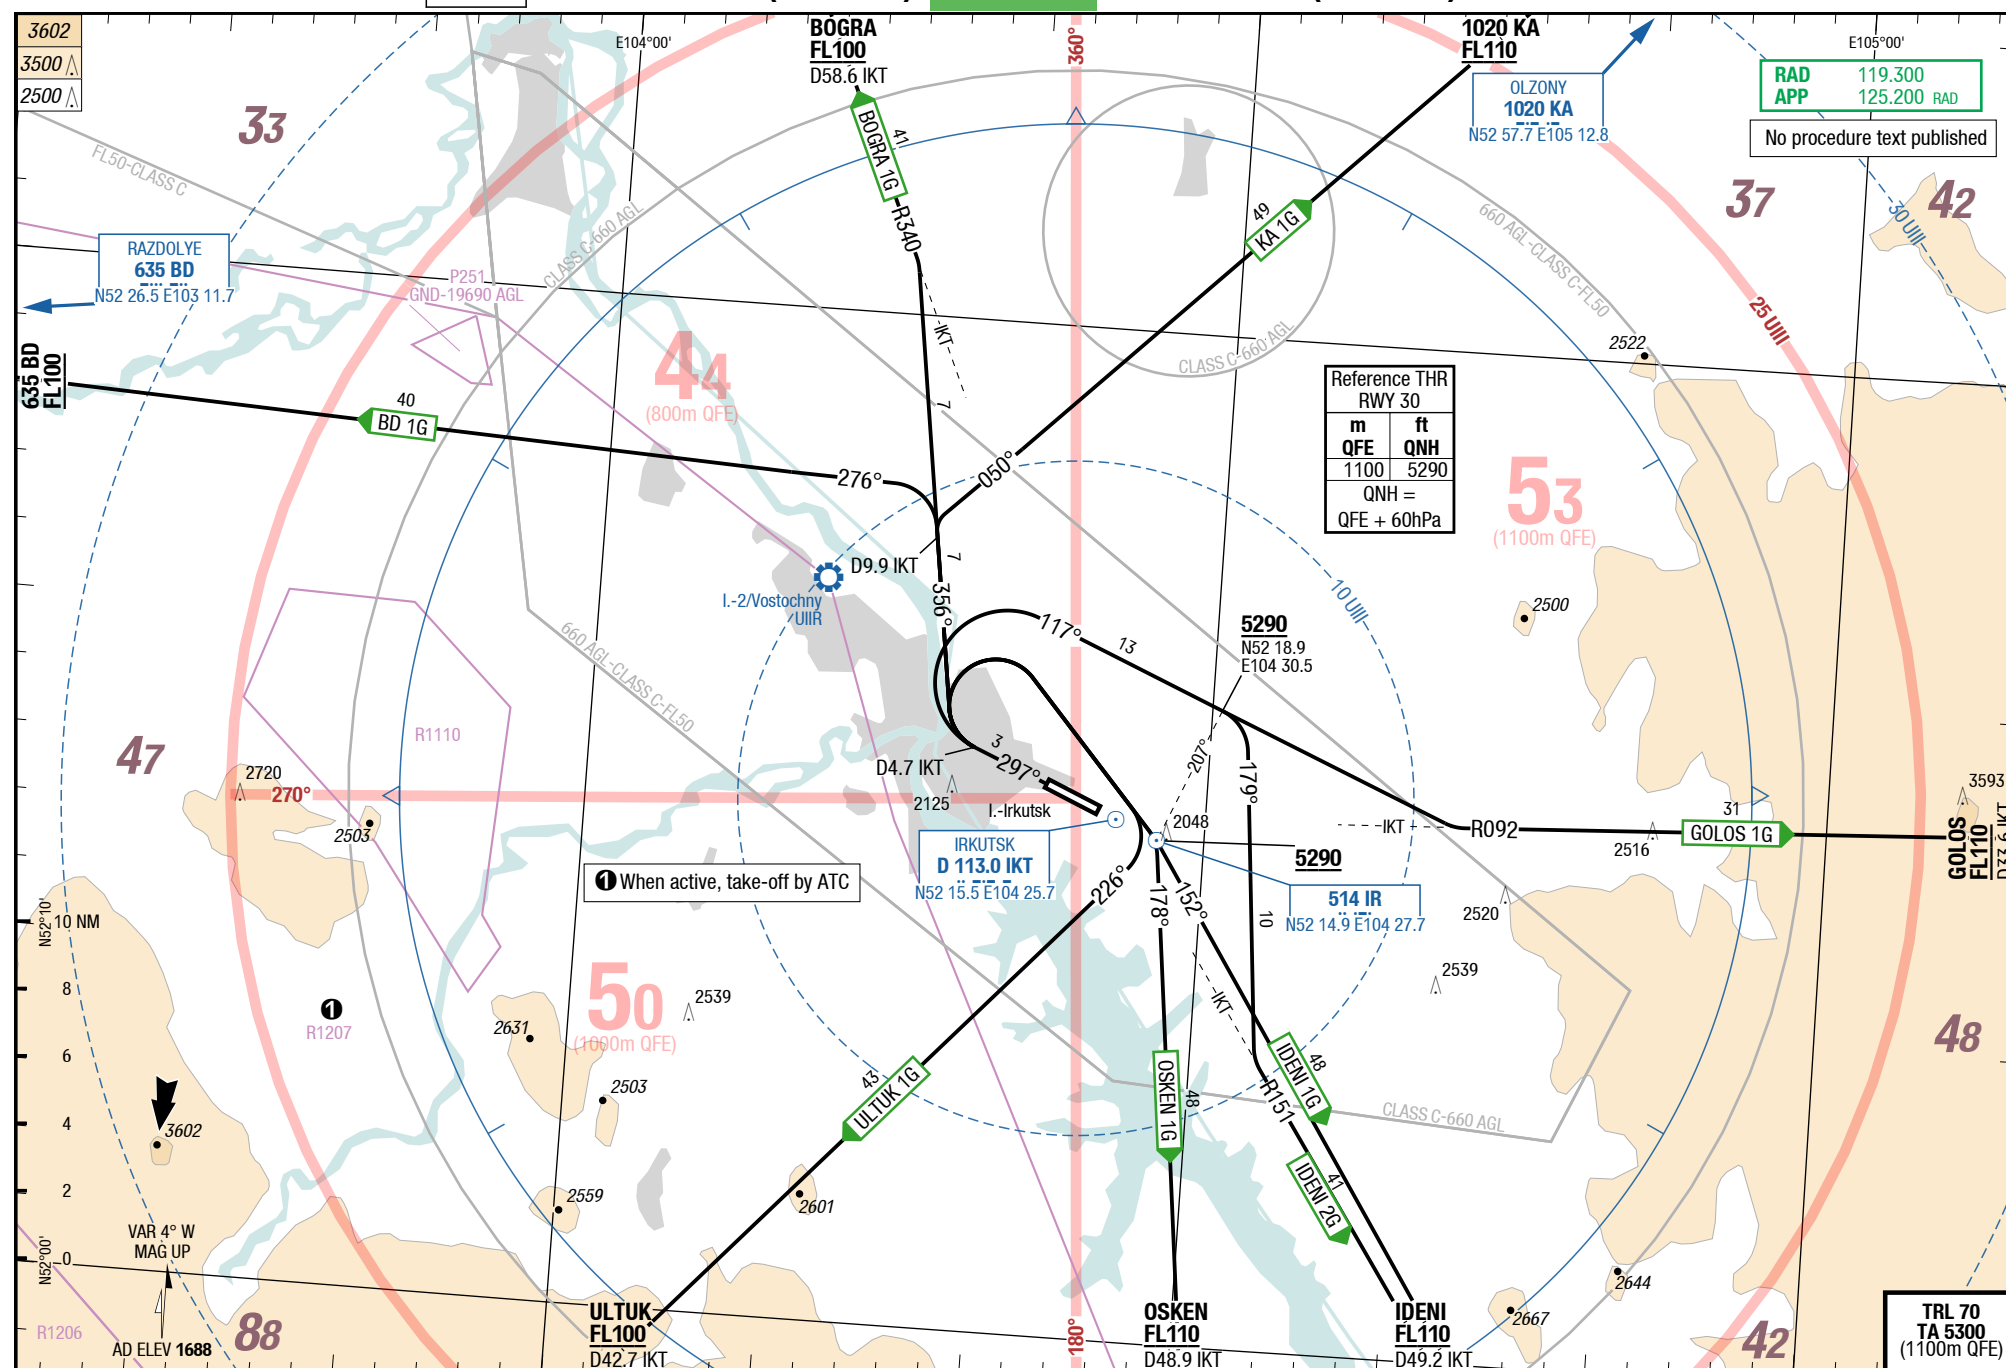 3602
3500
2500
33
FL50-CLASS C
E104°00'
BOGRA
FL100
D58.6 IKT
360°
1020 KA
FL110
OLZONY
1020 KA
N52 57.7 E105 12.8
E105°00'
RAD 119.300
APP 125.200 RAD
No procedure text published
37
42
30 UIII
BOGRA 1G
41
R340
IKT
7
CLASS C-660 AGL
49
KA 1G
660 AGL-CLASS C-FL50
CLASS C-660 AGL
25 UIII
2522
RAZDOLYE
635 BD
N52 26.5 E103 11.7
P251
GND-19690 AGL
635 BD
FL100
40
BD 1G
44
(800m QFE)
276°
050°
Reference THR
RWY 30
m ft
QFE QNH
1100 5290
QNH =
QFE + 60hPa
53
(1100m QFE)
2500
D9.9 IKT
7
356°
I.-2/Vostochny
UIIR
117°
13
10 UIII
5290
N52 18.9
E104 30.5
660 AGL-CLASS C-FL50
R1110
47
2720
270°
2503
D4.7 IKT
3
297°
2125
I.-Irkutsk
207°
179°
2048
IKT
R092
31
GOLOS 1G
2516
3593
GOLOS
FL110
D33.6 IKT
IRKUTSK
D 113.0 IKT
N52 15.5 E104 25.7
5290
514 IR
N52 14.9 E104 27.7
1 When active, take-off by ATC
226°
178°
152°
10
2520
2539
IKT
N52°10'
10 NM
8
6
4
2
0
N52°00'
1
R1207
2631
50
(1000m QFE)
2539
2503
43
ULTUK 1G
OSKEN 1G
48
IDENI 1G
48
R151
IDENI 2G
41
CLASS C-660 AGL
48
3602
2559
2601
VAR 4° W
MAG UP
AD ELEV 1688
R1206
88
ULTUK
FL100
D42.7 IKT
180°
OSKEN
FL110
D48.9 IKT
IDENI
FL110
D49.2 IKT
2667
2644
42
TRL 70
TA 5300
(1100m QFE)